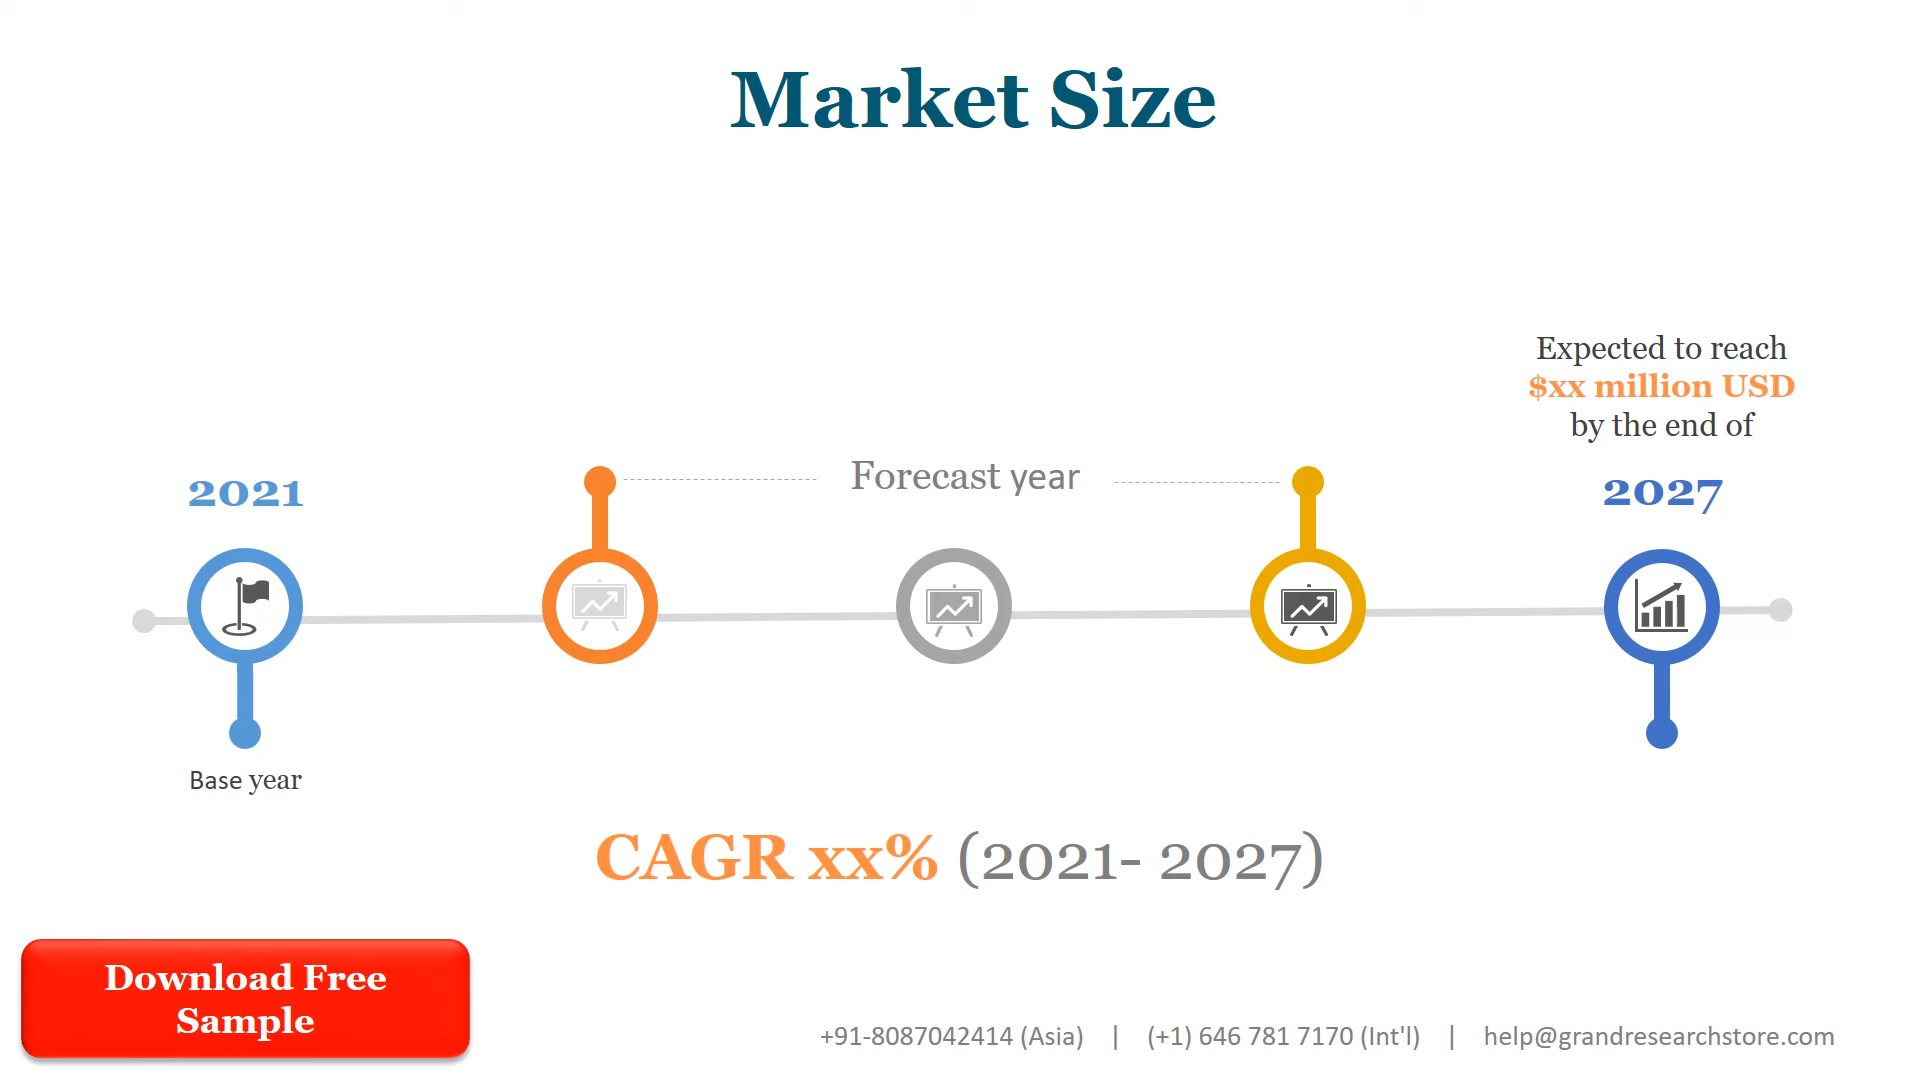 Market Size
Expected to reach
$xx million USD
by the end of
2021
Forecast year
2027
Base year
CAGR xx% (2021- 2027)
Download Free
Sample
+91-8087042414 (Asia) | (+1) 646 781 7170 (Int'l) | help@grandresearchstore.com